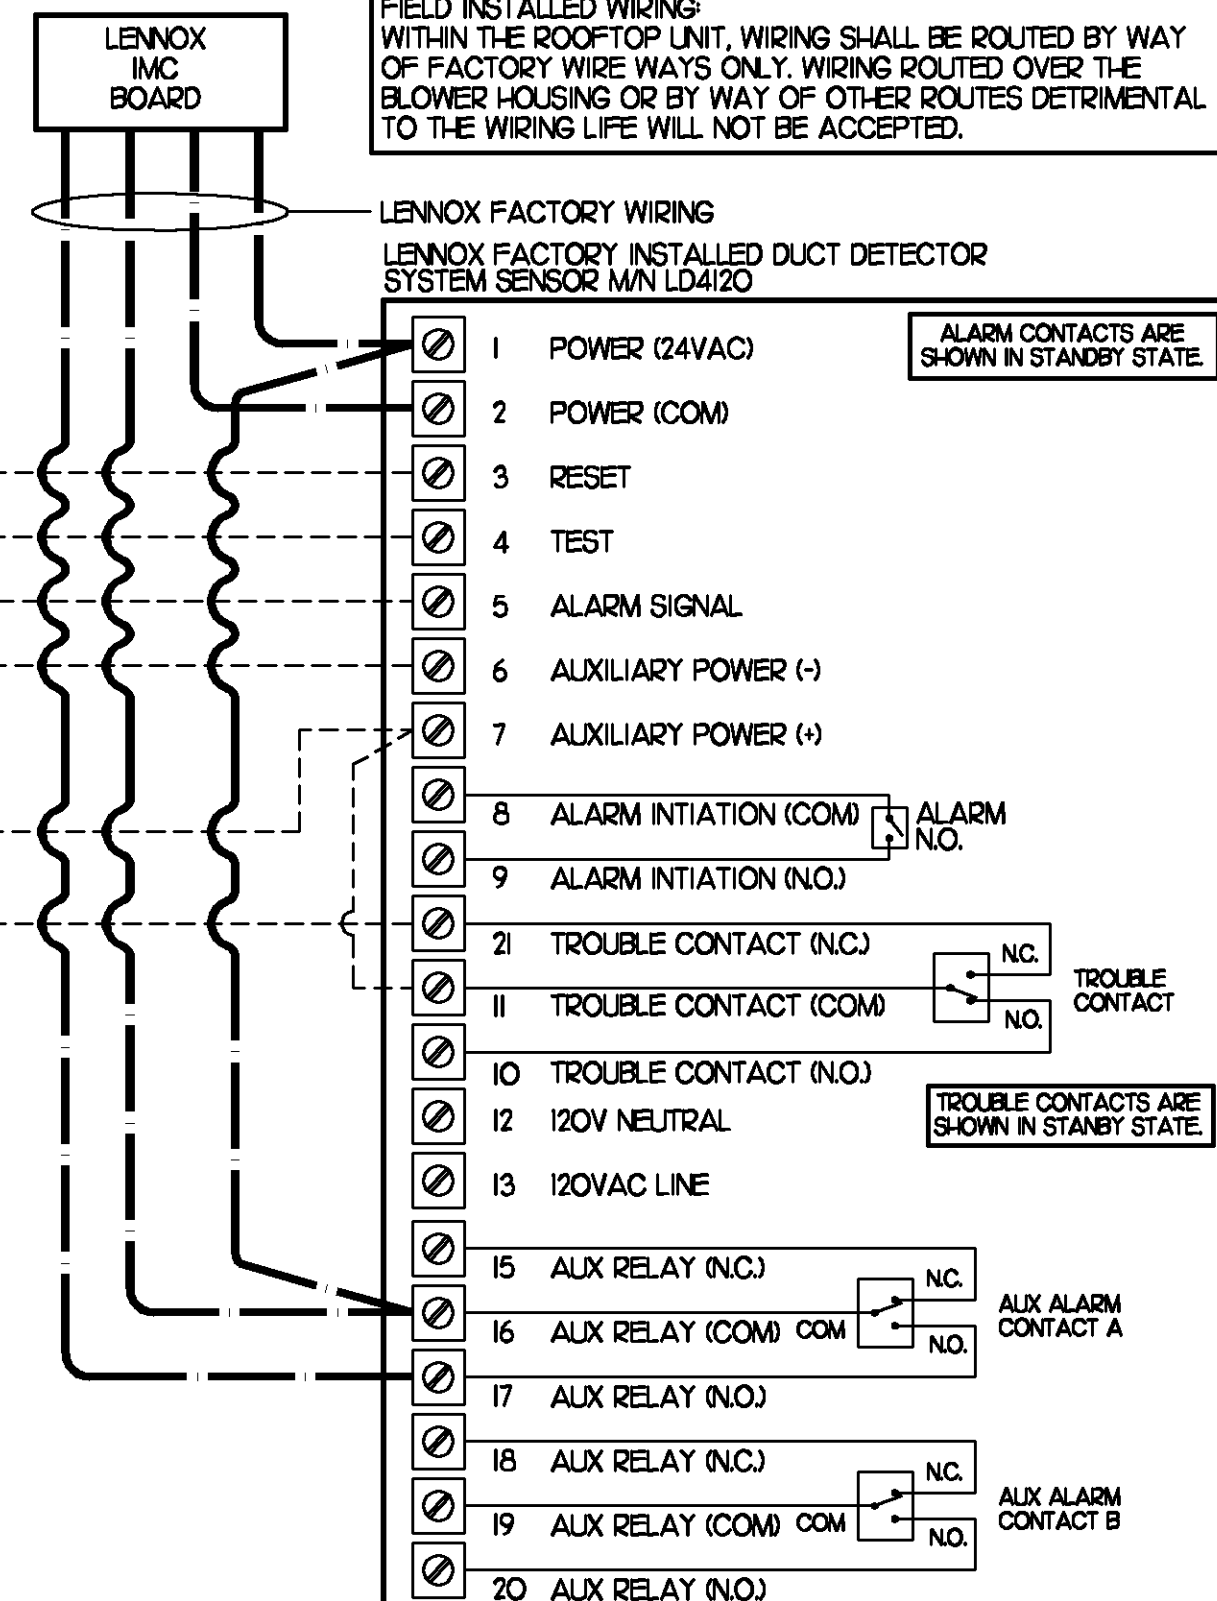 LENNOX
IMC
BOARD
FIELD INSTALLED WIRING:
WITHIN THE ROOFTOP UNIT, WIRING SHALL BE ROUTED BY WAY
OF FACTORY WIRE WAYS ONLY. WIRING ROUTED OVER THE
BLOWER HOUSING OR BY WAY OF OTHER ROUTES DETRIMENTAL
TO THE WIRING LIFE WILL NOT BE ACCEPTED.
LENNOX FACTORY WIRING
LENNOX FACTORY INSTALLED DUCT DETECTOR
SYSTEM SENSOR M/N LD4120
ALARM CONTACTS ARE
SHOWN IN STANDBY STATE.
1 POWER (24VAC)
2 POWER (COM)
3 RESET
4 TEST
5 ALARM SIGNAL
6 AUXILIARY POWER (-)
7 AUXILIARY POWER (+)
8 ALARM INTIATION (COM)
ALARM
N.O.
9 ALARM INTIATION (N.O.)
21 TROUBLE CONTACT (N.C.)
N.C.
TROUBLE
CONTACT
11 TROUBLE CONTACT (COM)
N.O.
10 TROUBLE CONTACT (N.O.)
TROUBLE CONTACTS ARE
SHOWN IN STANBY STATE.
12 120V NEUTRAL
13 120VAC LINE
15 AUX RELAY (N.C.)
N.C.
AUX ALARM
CONTACT A
16 AUX RELAY (COM) COM
N.O.
17 AUX RELAY (N.O.)
18 AUX RELAY (N.C.)
N.C.
AUX ALARM
CONTACT B
19 AUX RELAY (COM) COM
N.O.
20 AUX RELAY (N.O.)